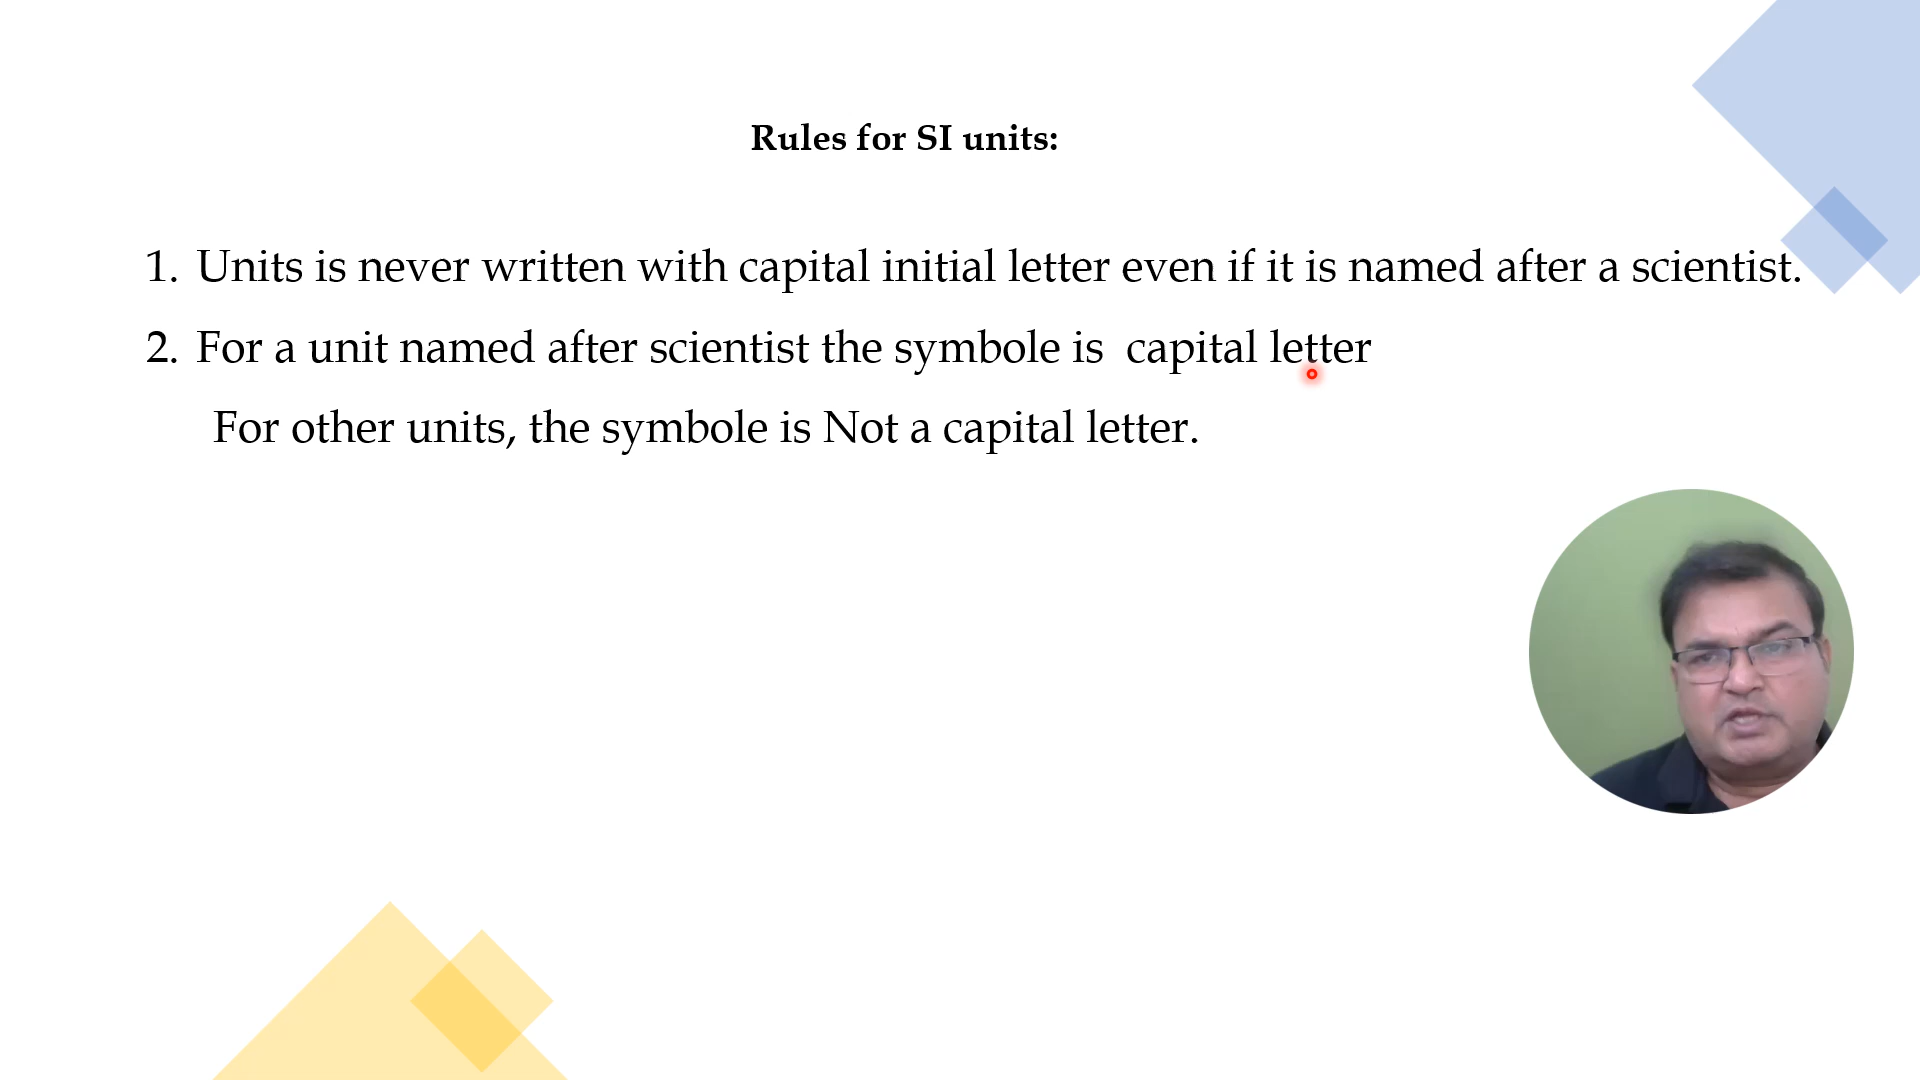 Rules for SI units:
1. Units is never written with capital initial letter even if it is named after a scientist.
2. For a unit named after scientist the symbole is  capital letter
For other units, the symbole is Not a capital letter.